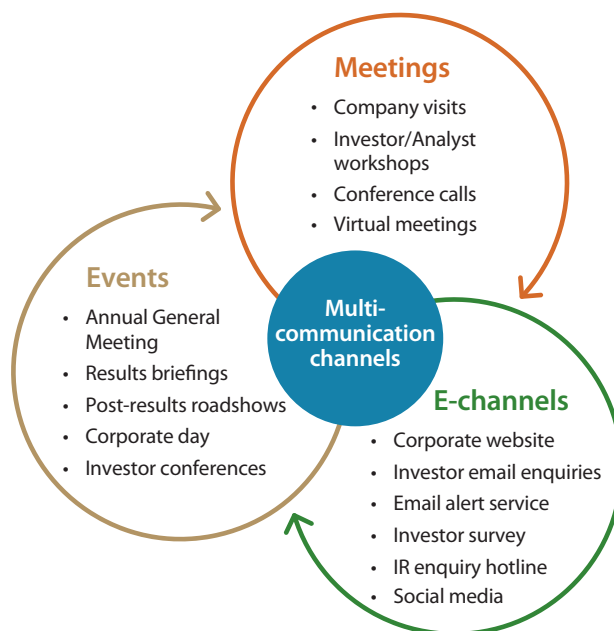 Meetings
• Company visits
• Investor/Analyst
workshops
• Conference calls
• Virtual meetings
Events
• Annual General
Meeting
• Results briefings
• Post-results roadshows
• Corporate day
• Investor conferences
Multi-
communication
channels
E-channels
• Corporate website
• Investor email enquiries
• Email alert service
• Investor survey
• IR enquiry hotline
• Social media